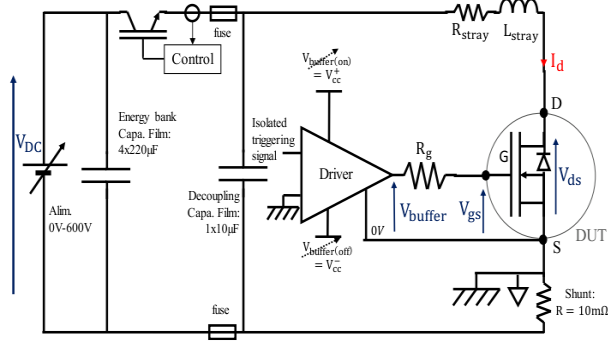 fuse
Control
R_stray
L_stray
I_d
V_buffer(on)
= V_cc^+
D
V_DC
Energy bank
Capa. Film:
4x220µF
Isolated
triggering
signal
Driver
R_g
G
V_ds
Alim.
0V-600V
Decoupling
Capa. Film:
1x10µF
V_buffer
V_gs
0V
S
DUT
V_buffer(off)
= V_cc^-
fuse
Shunt:
R = 10mΩ